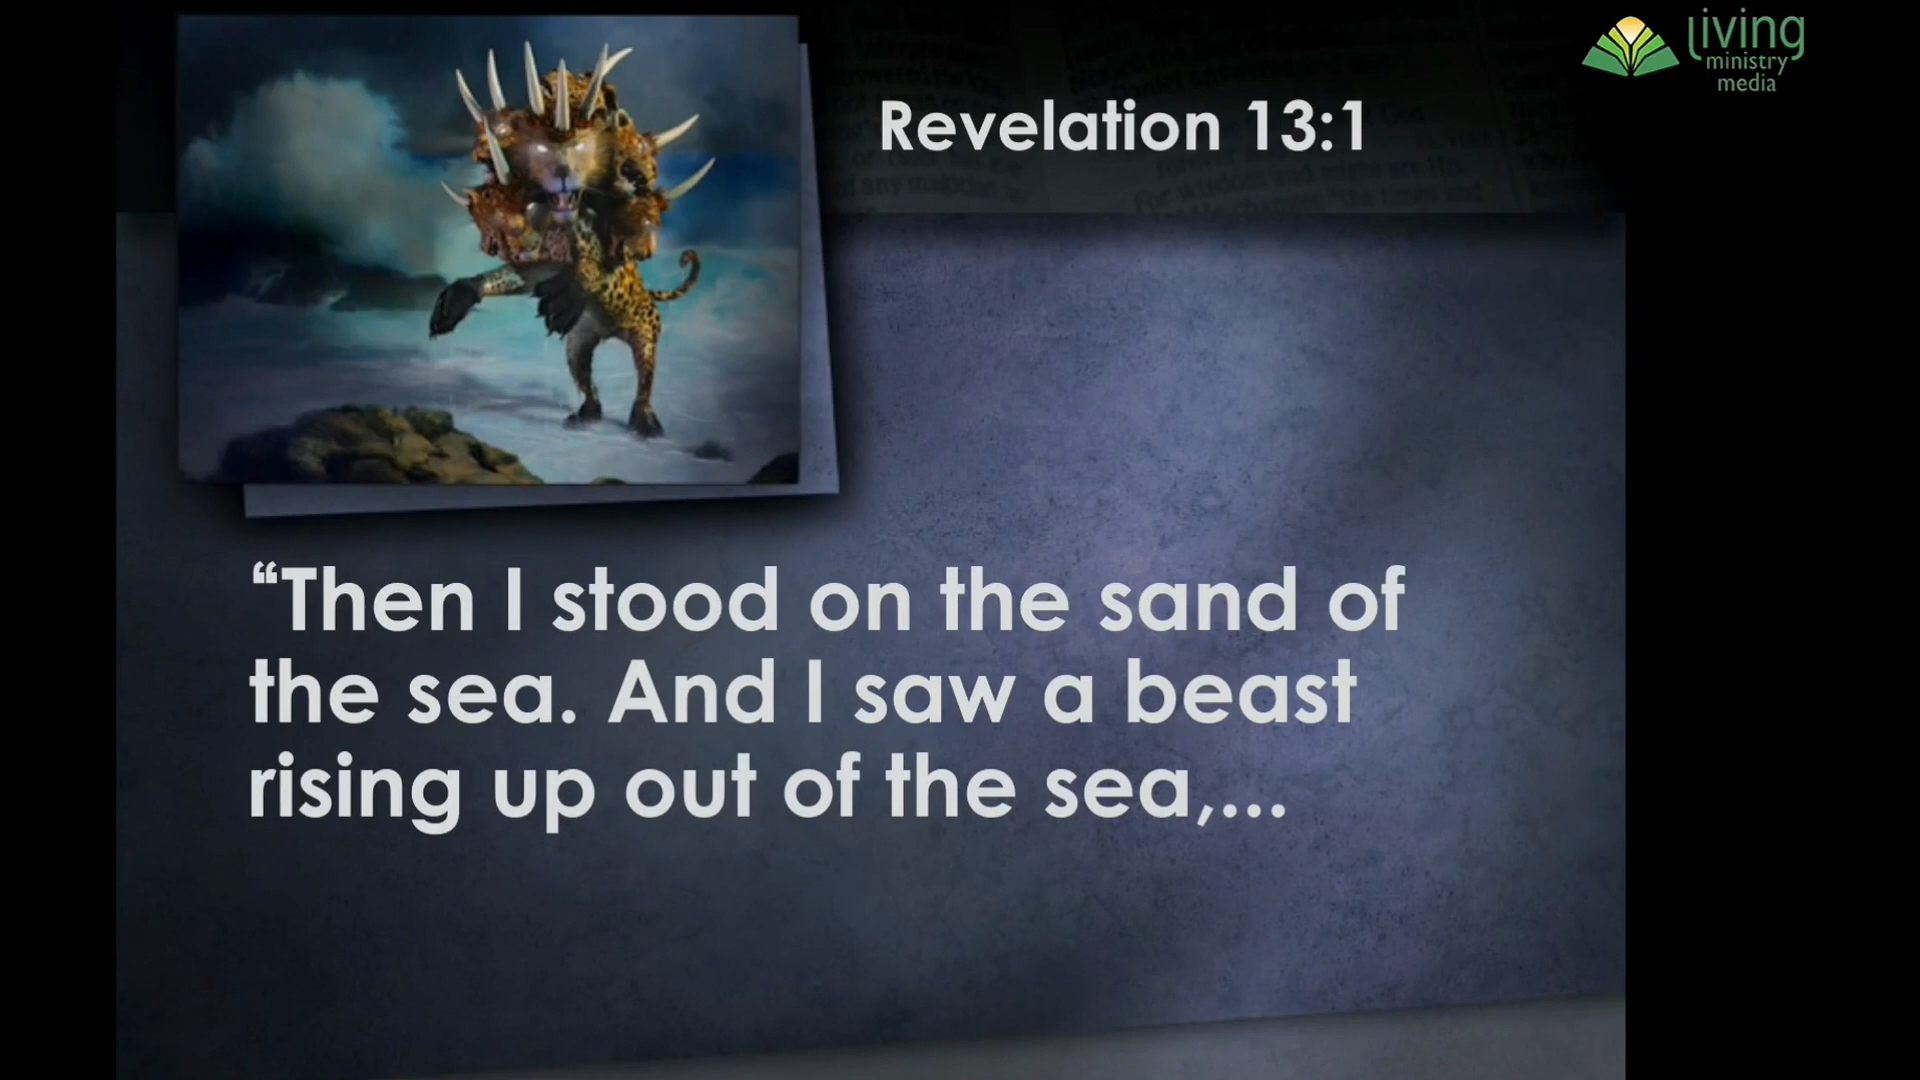 living
ministry
media
Revelation 13:1
“Then I stood on the sand of
the sea. And I saw a beast
rising up out of the sea,...